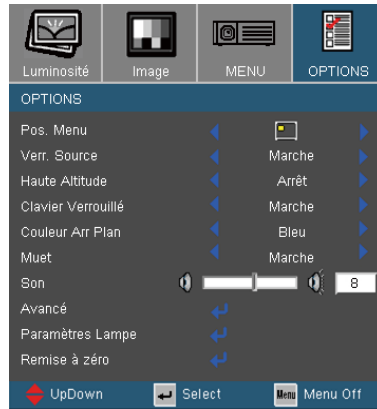 Luminosité Image MENU OPTIONS
OPTIONS
Pos. Menu
Verr. Source Marche
Haute Altitude Arrêt
Clavier Verrouillé Marche
Couleur Arr Plan Bleu
Muet Marche
Son 8
Avancé
Paramètres Lampe
Remise à zéro
UpDown Select Menu Menu Off